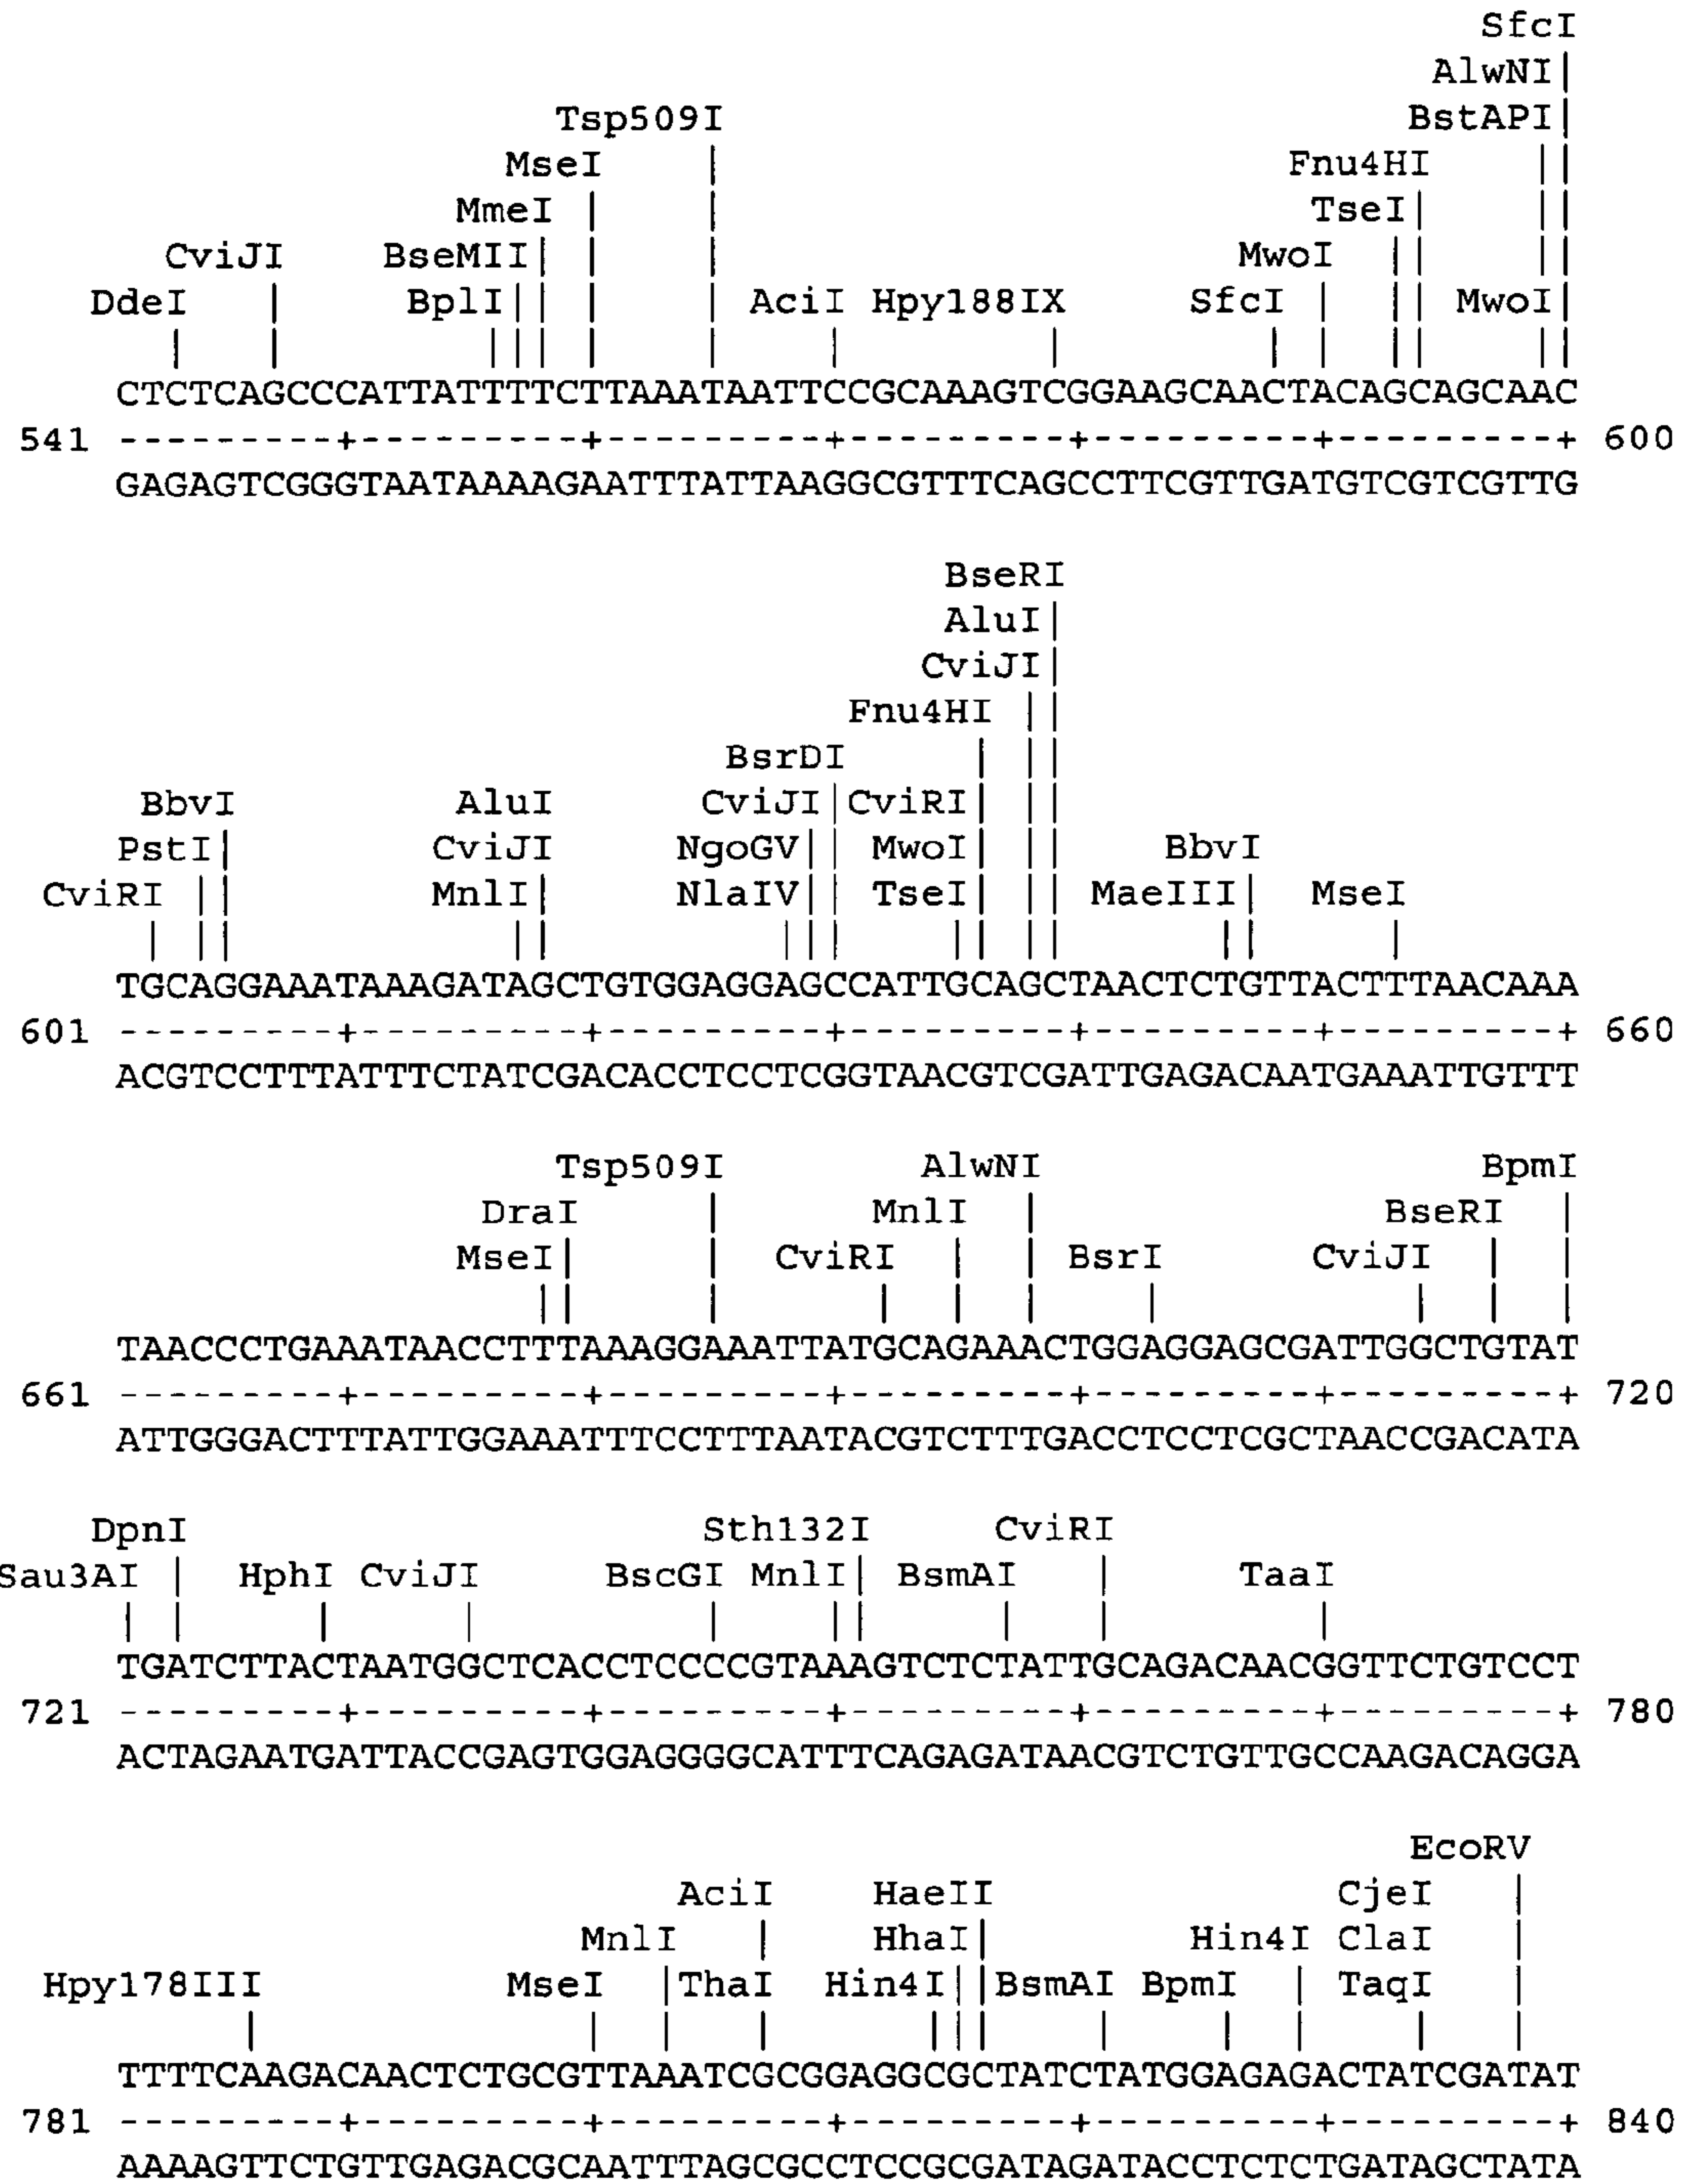 SfcI
AlwNI|
Tsp509I BstAPI|
MseI | Fnu4HI ||
MmeI | | TseI| ||
CviJI BseMII| | | MwoI || ||
DdeI | BplI|| | | AciI Hpy188IX SfcI | || MwoI|
| | ||| | | | | | | || ||
CTCTCAGCCCATTATTTTCTTAAATAATTCCGCAAAGTCGGAAGCAACTACAGCAGCAAC
541 ---------+---------+---------+---------+---------+---------+ 600
GAGAGTCGGGTAATAAAAGAATTTATTAAGGCGTTTCAGCCTTCGTTGATGTCGTCGTTG
BseRI
AluI|
CviJI|
Fnu4HI ||
BsrDI | ||
BbvI AluI CviJI|CviRI| ||
PstI| CviJI NgoGV|| MwoI| || BbvI
CviRI || MnlI| NlaIV|| TseI| || MaeIII| MseI
| || || ||| || || || |
TGCAGGAAATAAAGATAGCTGTGGAGGAGCCATTGCAGCTAACTCTGTTACTTTAACAAA
601 ---------+---------+---------+---------+---------+---------+ 660
ACGTCCTTTATTTCTATCGACACCTCCTCGGTAACGTCGATTGAGACAATGAAATTGTTT
Tsp509I AlwNI BpmI
DraI | MnlI | BseRI |
MseI| | CviRI | | BsrI CviJI | |
|| | | | | | | | |
TAACCCTGAAATAACCTTTAAAGGAAATTATGCAGAAACTGGAGGAGCGATTGGCTGTAT
661 ---------+---------+---------+---------+---------+---------+ 720
ATTGGGACTTTATTGGAAATTTCCTTTAATACGTCTTTGACCTCCTCGCTAACCGACATA
DpnI Sth132I CviRI
Sau3AI | HphI CviJI BscGI MnlI| BsmAI | TaaI
| | | | | || | | |
TGATCTTACTAATGGCTCACCTCCCCGTAAAGTCTCTATTGCAGACAACGGTTCTGTCCT
721 ---------+---------+---------+---------+---------+---------+ 780
ACTAGAATGATTACCGAGTGGAGGGGCATTTCAGAGATAACGTCTGTTGCCAAGACAGGA
EcoRV
AciI HaeII CjeI |
MnlI | HhaI| Hin4I ClaI |
Hpy178III MseI |ThaI Hin4I||BsmAI BpmI | TaqI |
| | | | ||| | | | | |
TTTTCAAGACAACTCTGCGTTAAATCGCGGAGGCGCTATCTATGGAGAGACTATCGATAT
781 ---------+---------+---------+---------+---------+---------+ 840
AAAAGTTCTGTTGAGACGCAATTTAGCGCCTCCGCGATAGATACCTCTCTGATAGCTATA